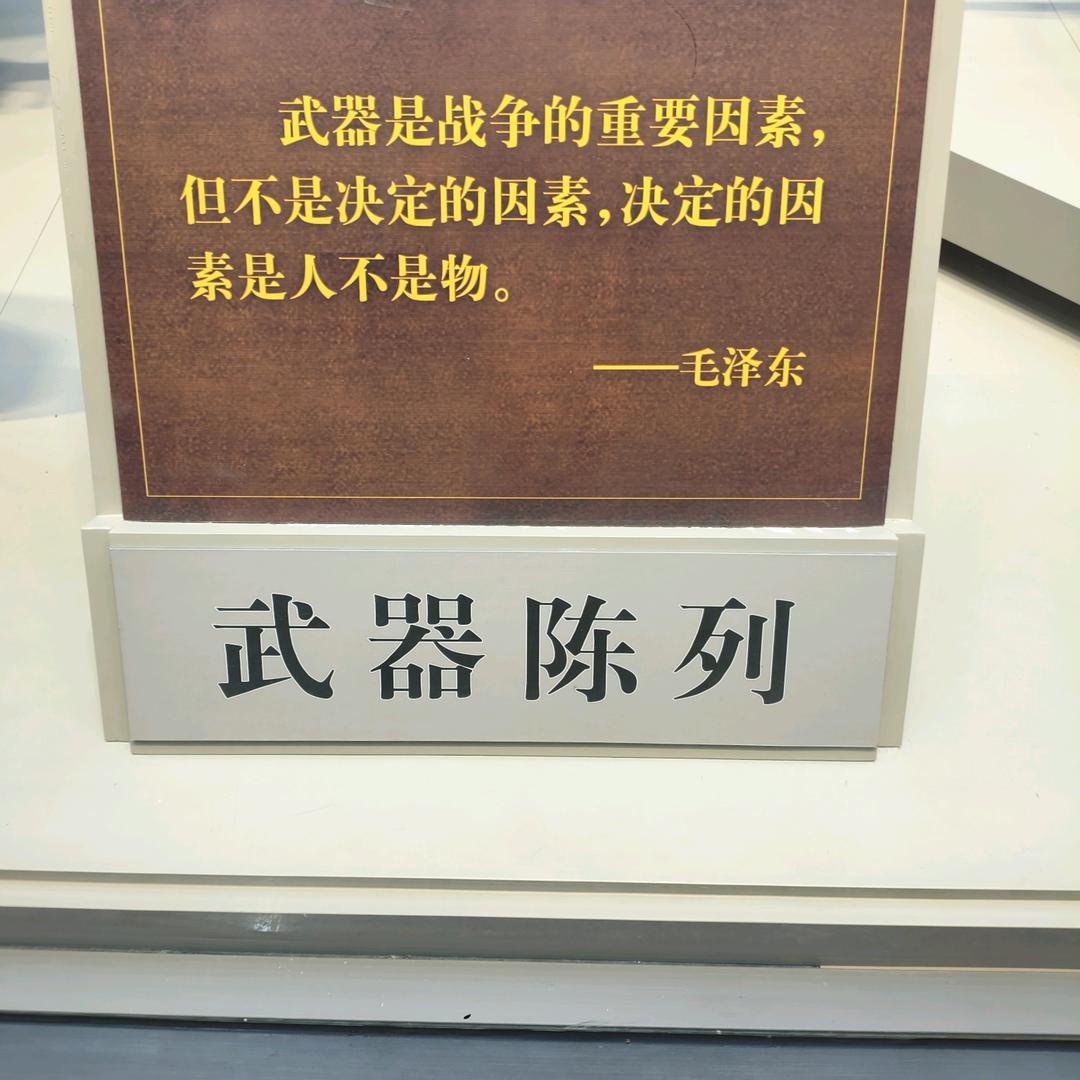 武器是战争的重要因素，
但不是决定的因素，决定的因
素是人不是物。
——毛泽东
武器陈列